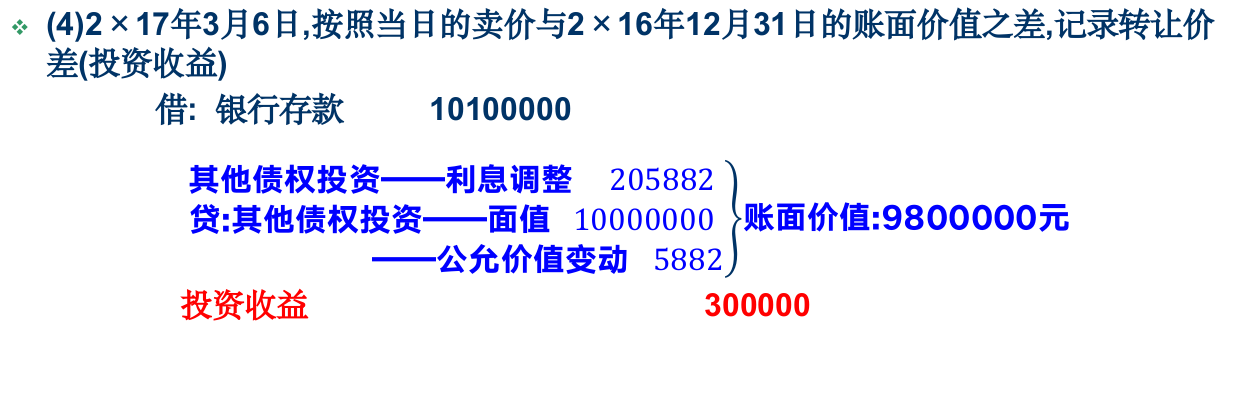 (4)2×17年3月6日,按照当日的卖价与2×16年12月31日的账面价值之差,记录转让价
差(投资收益)
借: 银行存款 10100000
其他债权投资——利息调整 205882
贷:其他债权投资——面值 10000000
账面价值:9800000元
——公允价值变动 5882
投资收益 300000